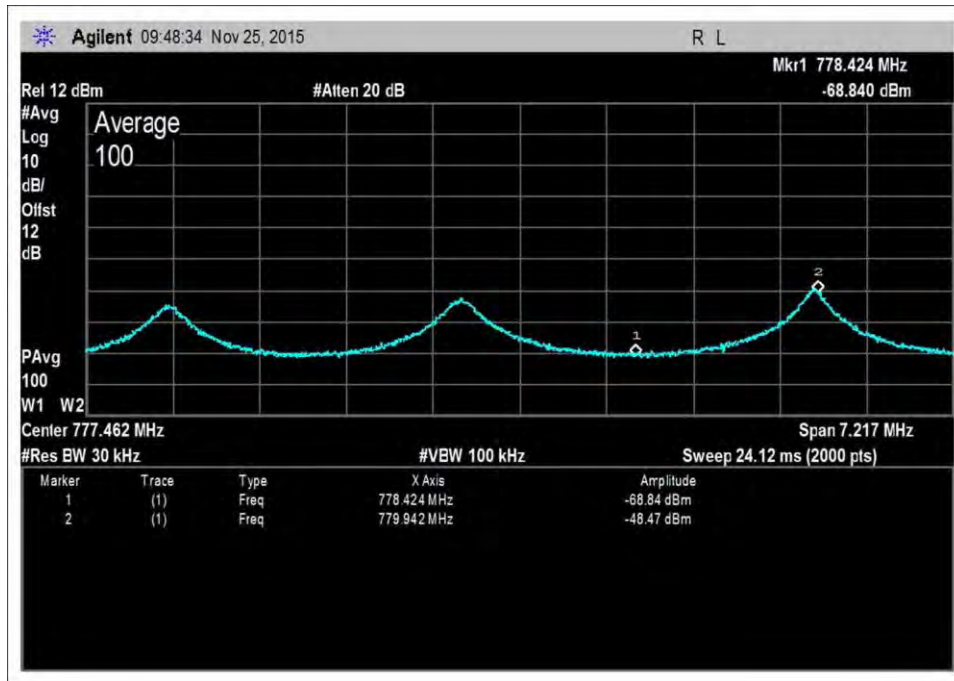 Agilent 09:48:34 Nov 25, 2015 R L
Mkr1 778.424 MHz
Rel 12 dBm #Atten 20 dB -68.840 dBm
#Avg
Log
10
dB/
Offst
12
dB
Average
100
2
1
PAvg
100
W1 W2
Center 777.462 MHz Span 7.217 MHz
#Res BW 30 kHz #VBW 100 kHz Sweep 24.12 ms (2000 pts)
Marker Trace Type X Axis Amplitude
1 (1) Freq 778.424 MHz -68.84 dBm
2 (1) Freq 779.942 MHz -48.47 dBm